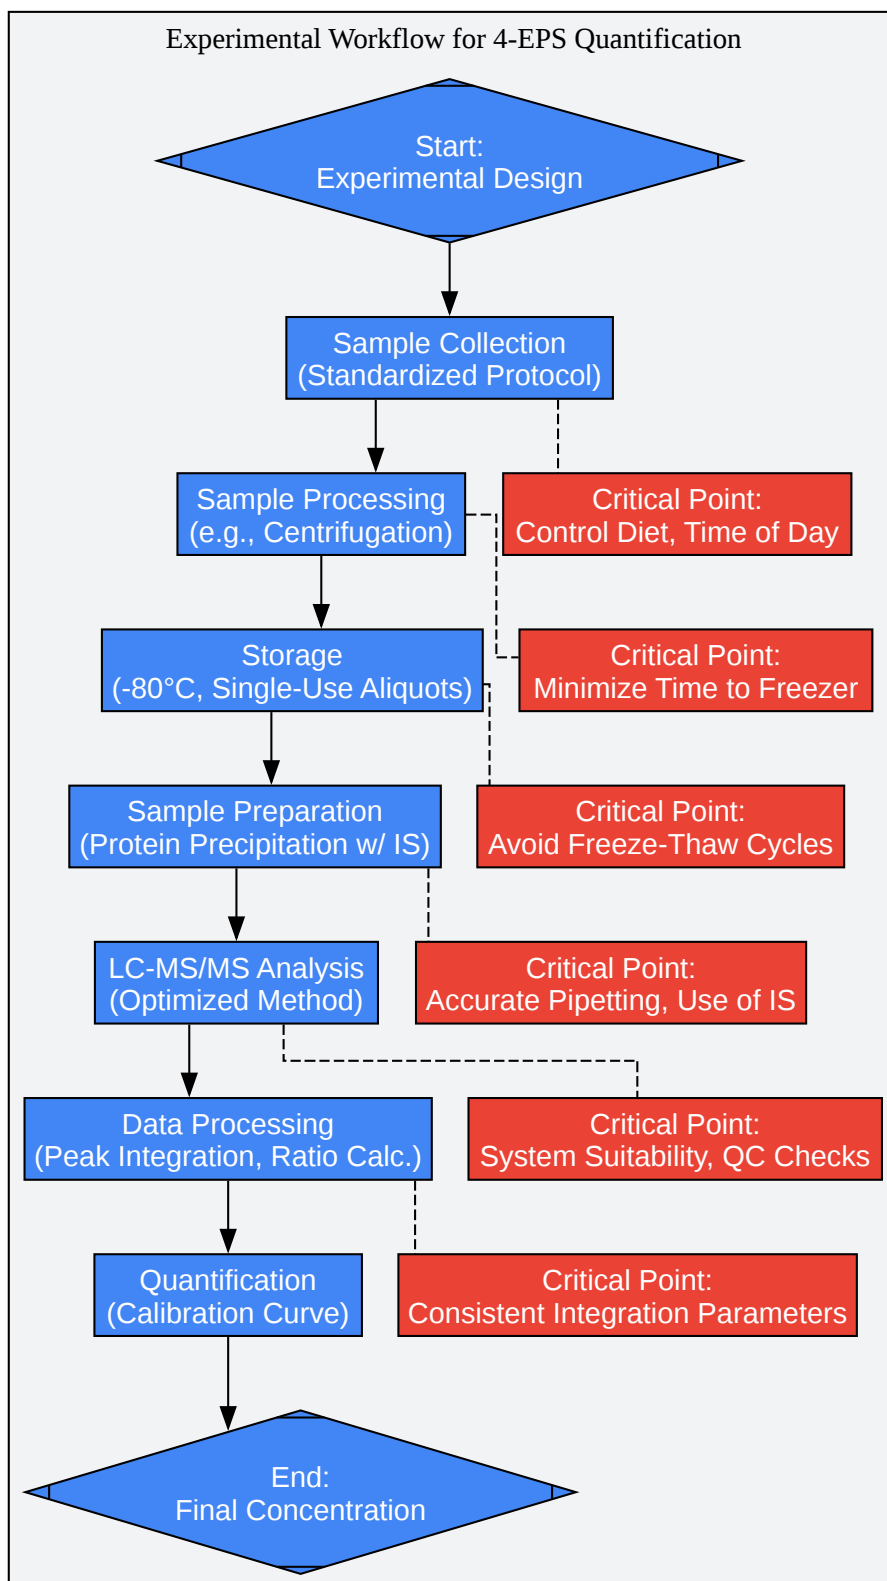 Experimental Workflow for 4-EPS Quantification
Start:
Experimental Design
Sample Collection
(Standardized Protocol)
Sample Processing
(e.g., Centrifugation)
Critical Point:
Control Diet, Time of Day
Storage
(-80°C, Single-Use Aliquots)
Critical Point:
Minimize Time to Freezer
Sample Preparation
(Protein Precipitation w/ IS)
Critical Point:
Avoid Freeze-Thaw Cycles
LC-MS/MS Analysis
(Optimized Method)
Critical Point:
Accurate Pipetting, Use of IS
Data Processing
(Peak Integration, Ratio Calc.)
Critical Point:
System Suitability, QC Checks
Quantification
(Calibration Curve)
Critical Point:
Consistent Integration Parameters
End:
Final Concentration